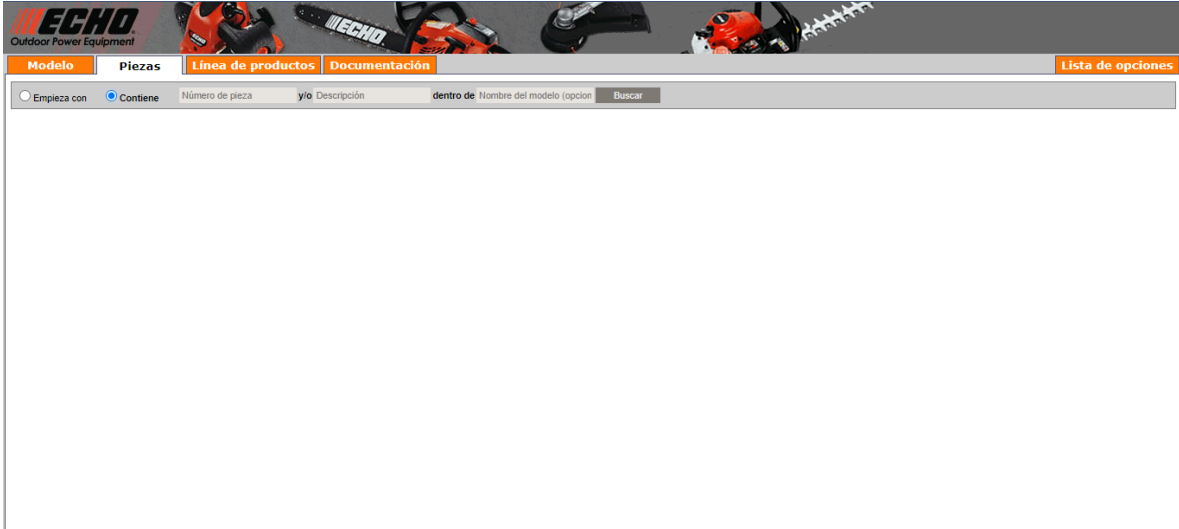 ECHO
Outdoor Power Equipment
ECHO
Modelo Piezas Línea de productos Documentación Lista de opciones
Empieza con Contiene Número de pieza y/o Descripción dentro de Nombre del modelo (opcion Buscar